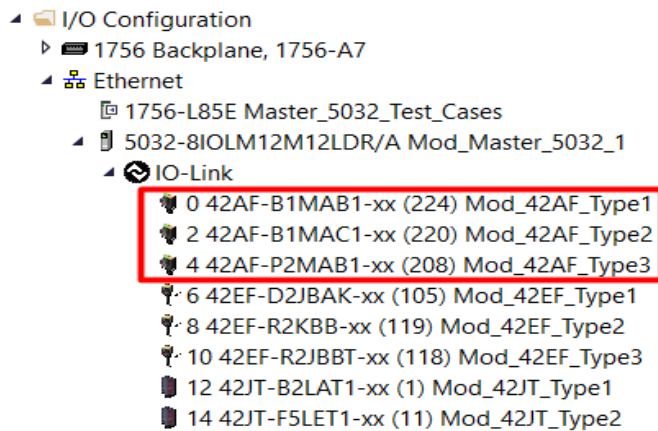 I/O Configuration
1756 Backplane, 1756-A7
Ethernet
1756-L85E Master_5032_Test_Cases
5032-8IOLM12M12LDR/A Mod_Master_5032_1
IO-Link
0 42AF-B1MAB1-xx (224) Mod_42AF_Type1
2 42AF-B1MAC1-xx (220) Mod_42AF_Type2
4 42AF-P2MAB1-xx (208) Mod_42AF_Type3
6 42EF-D2JBAK-xx (105) Mod_42EF_Type1
8 42EF-R2KBB-xx (119) Mod_42EF_Type2
10 42EF-R2JBBT-xx (118) Mod_42EF_Type3
12 42JT-B2LAT1-xx (1) Mod_42JT_Type1
14 42JT-F5LET1-xx (11) Mod_42JT_Type2